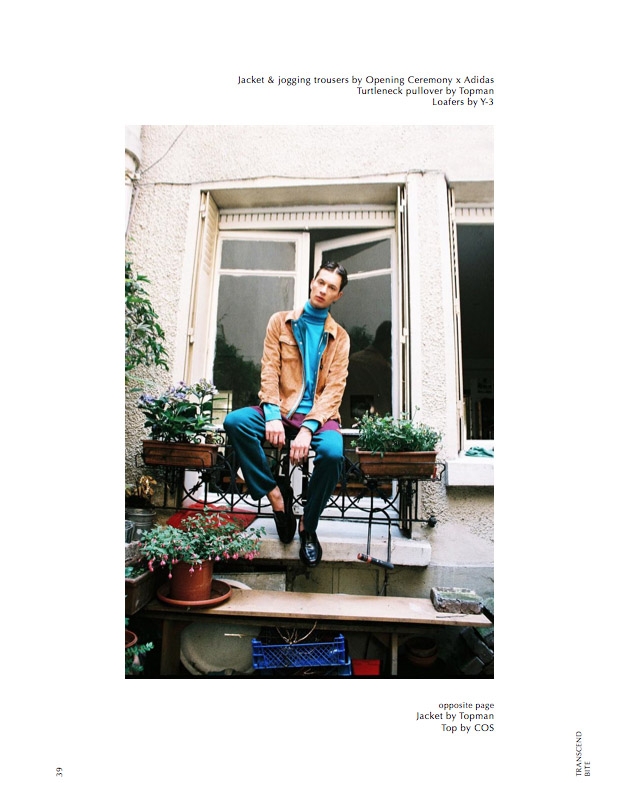 Jacket & jogging trousers by Opening Ceremony x Adidas
Turtleneck pullover by Topman
Loafers by Y-3
opposite page
Jacket by Topman
Top by COS
39
TRANSCEND
BITE